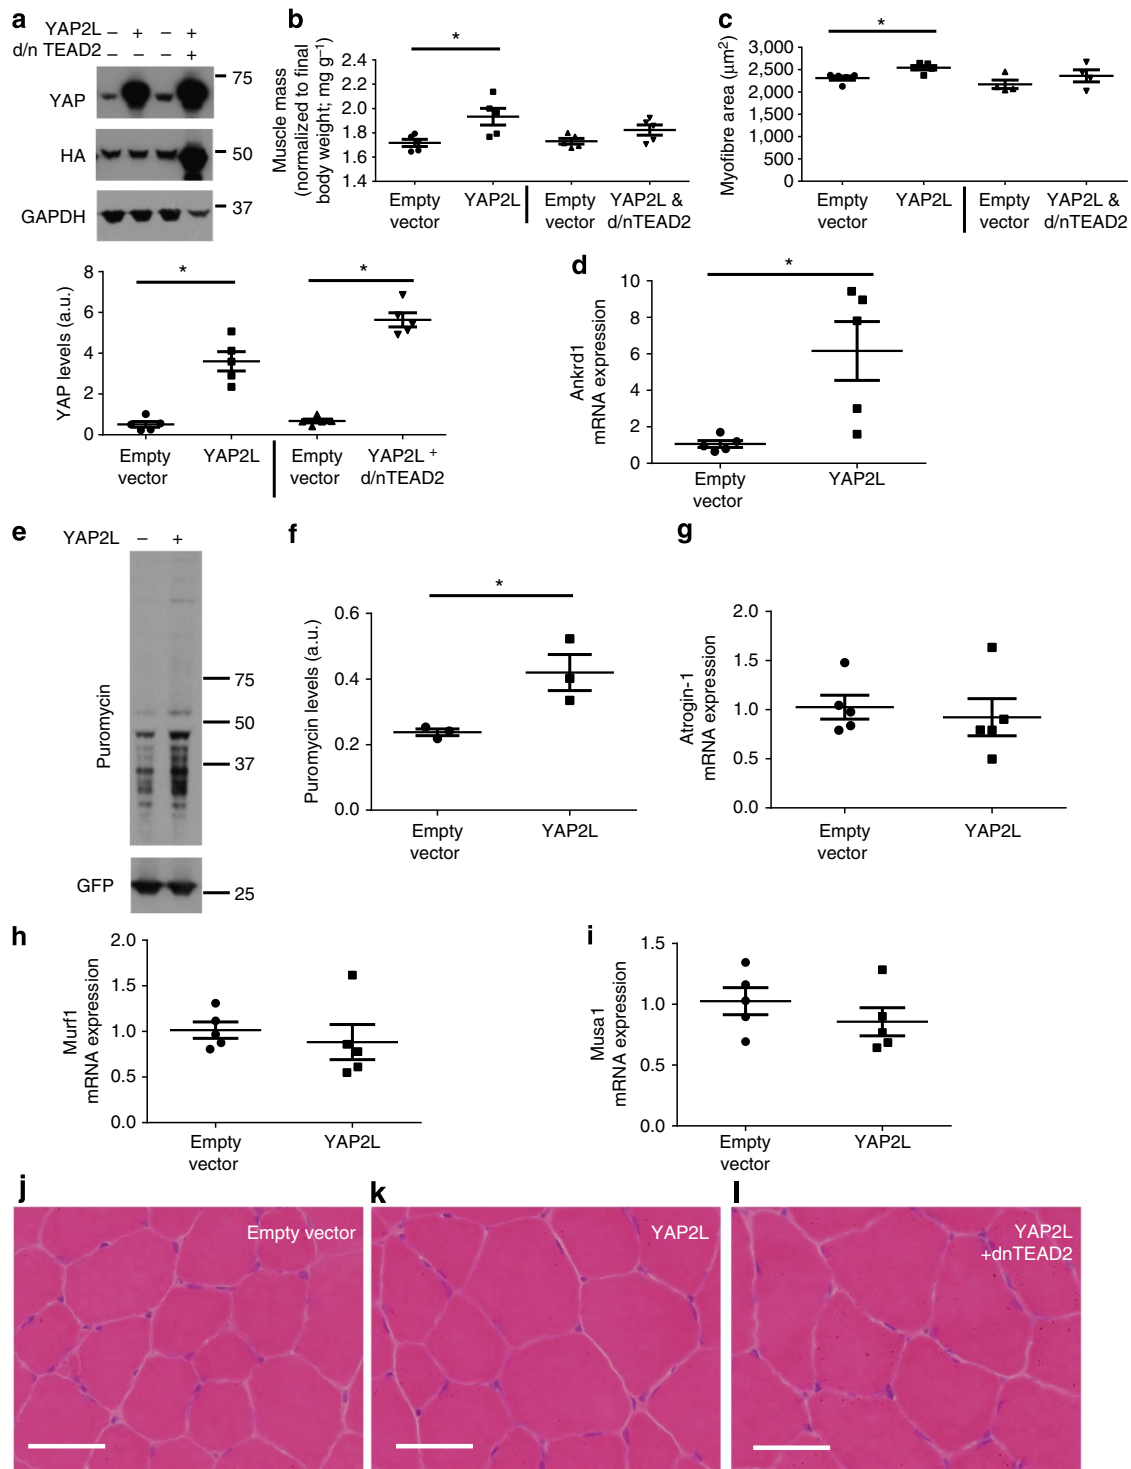 a
YAP2L – + – +
d/n TEAD2 – – – +
YAP
75
HA
50
GAPDH
37
YAP levels (a.u.)
8
6
4
2
0
*
*
Empty vector
YAP2L
Empty vector
YAP2L + d/nTEAD2
b
Muscle mass
(normalized to final
body weight; mg g⁻¹)
2.4
2.2
2.0
1.8
1.6
1.4
*
Empty vector
YAP2L
Empty vector
YAP2L & d/nTEAD2
c
Myofibre area (μm²)
3,000
2,500
2,000
1,500
1,000
500
0
*
Empty vector
YAP2L
Empty vector
YAP2L & d/nTEAD2
d
Ankrd1
mRNA expression
10
8
6
4
2
0
*
Empty vector
YAP2L
e
YAP2L – +
Puromycin
75
50
37
GFP
25
f
Puromycin levels (a.u.)
0.6
0.4
0.2
0.0
*
Empty vector
YAP2L
g
Atrogin-1
mRNA expression
2.0
1.5
1.0
0.5
0.0
Empty vector
YAP2L
h
Murf1
mRNA expression
2.0
1.5
1.0
0.5
0.0
Empty vector
YAP2L
i
Musa1
mRNA expression
1.5
1.0
0.5
0.0
Empty vector
YAP2L
j
Empty vector
k
YAP2L
l
YAP2L
+dnTEAD2